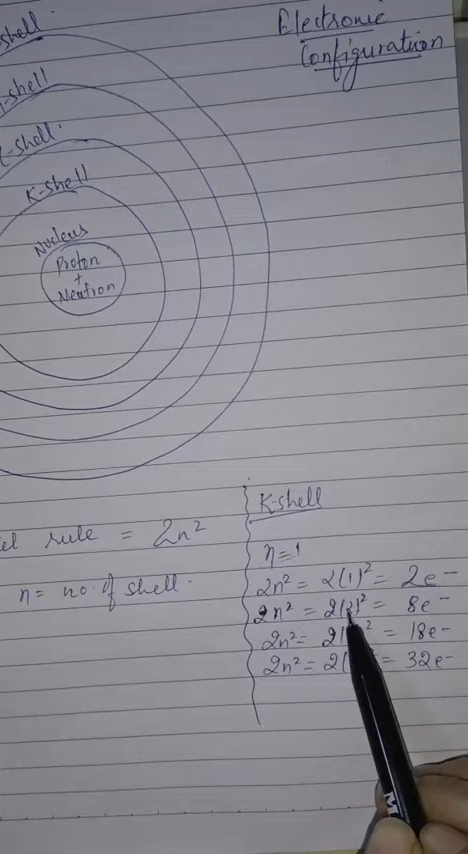 Electronic
Configuration
shell.
-shell
-shell.
K-shell
Nucleus
Proton
+
Neutron
rule = 2n²
n = no. of shell.
K-shell
n=1
2n² = 2(1)² = 2e⁻
2n² = 2(2)² = 8e⁻
2n² = 2( ² = 18e⁻
2n² = 2( = 32e⁻
M